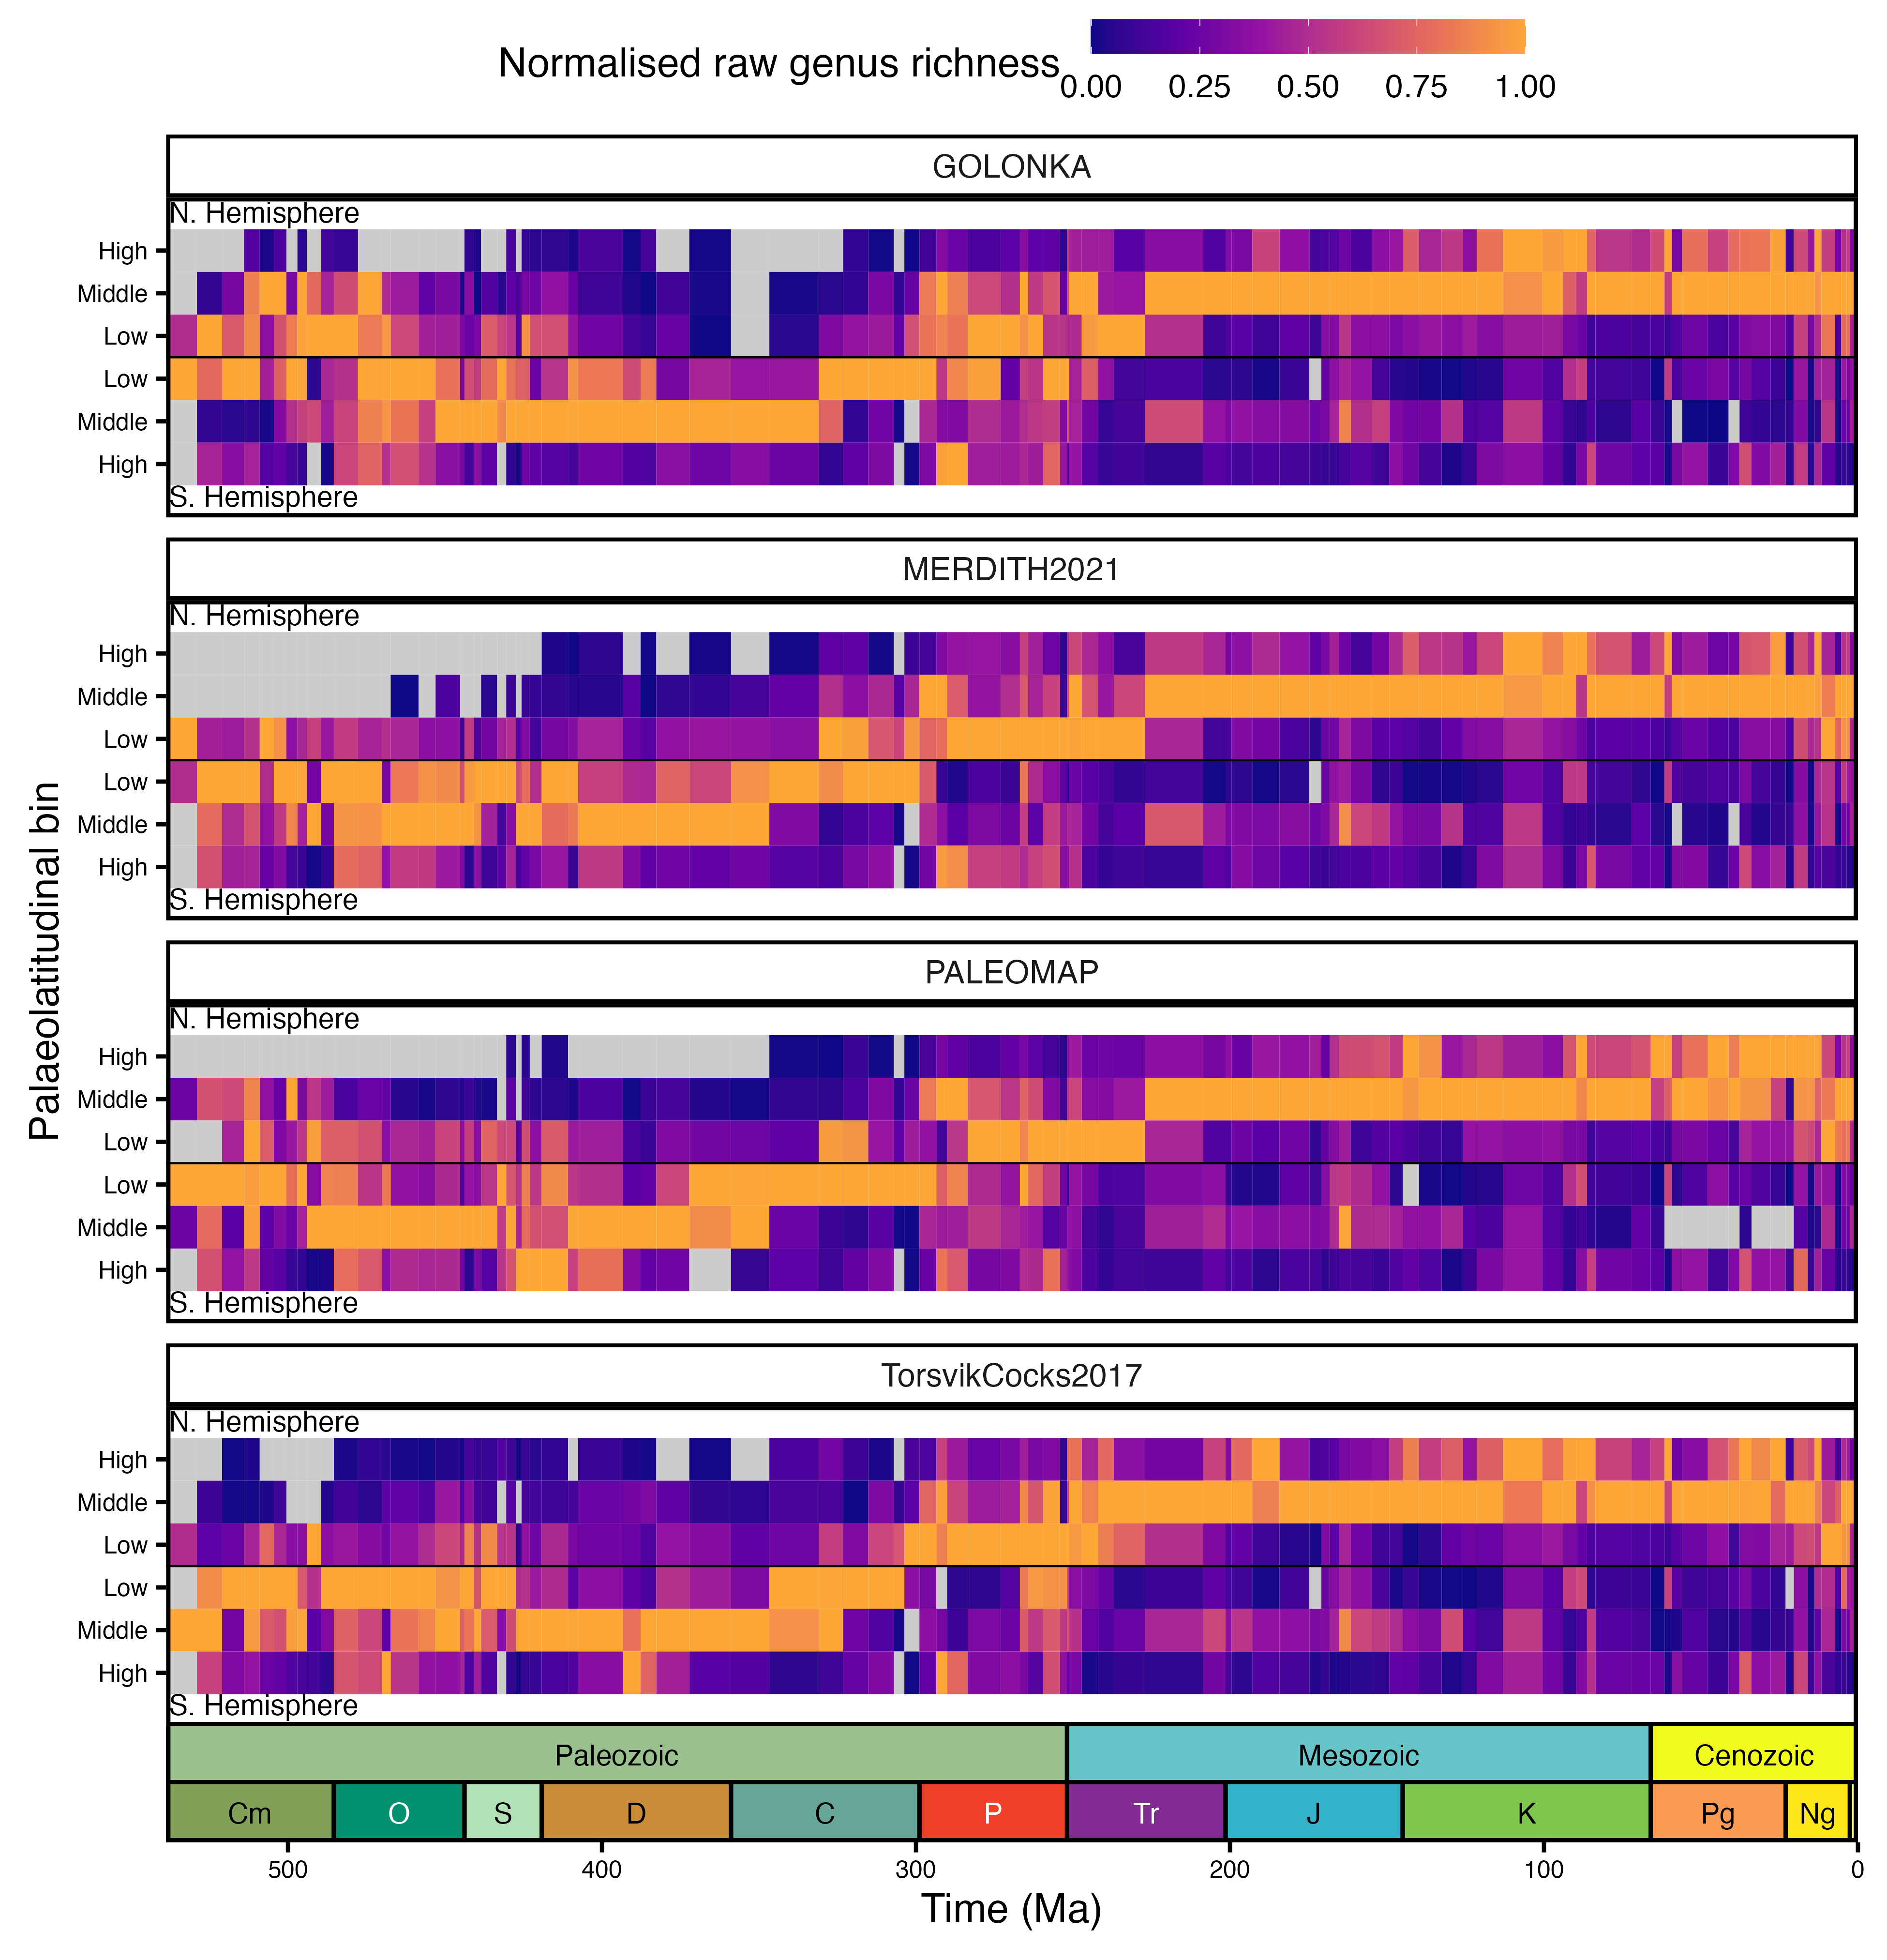 Normalised raw genus richness
0.00 0.25 0.50 0.75 1.00
GOLONKA
N. Hemisphere
High
Middle
Low
Low
Middle
High
S. Hemisphere
MERDITH2021
N. Hemisphere
High
Middle
Low
Low
Middle
High
S. Hemisphere
Palaeolatitudinal bin
PALEOMAP
N. Hemisphere
High
Middle
Low
Low
Middle
High
S. Hemisphere
TorsvikCocks2017
N. Hemisphere
High
Middle
Low
Low
Middle
High
S. Hemisphere
Paleozoic Mesozoic Cenozoic
Cm O S D C P Tr J K Pg Ng
500 400 300 200 100 0
Time (Ma)